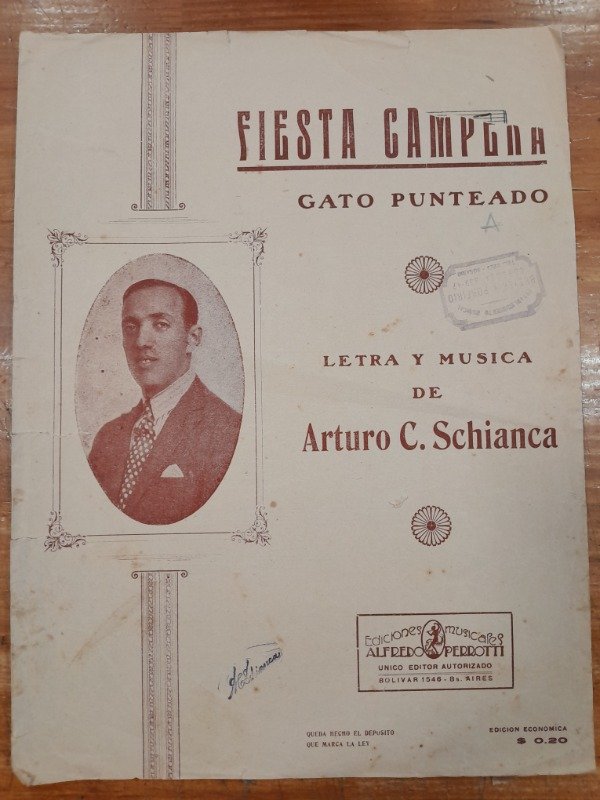 FIESTA CAMPERA
GATO PUNTEADO
A
LETRA Y MUSICA
DE
Arturo C. Schianca
Ediciones musicales
ALFREDO PERROTTI
UNICO EDITOR AUTORIZADO
BOLIVAR 1546 - Bs. AIRES
QUEDA HECHO EL DEPOSITO
QUE MARCA LA LEY
EDICION ECONOMICA
$ 0.20